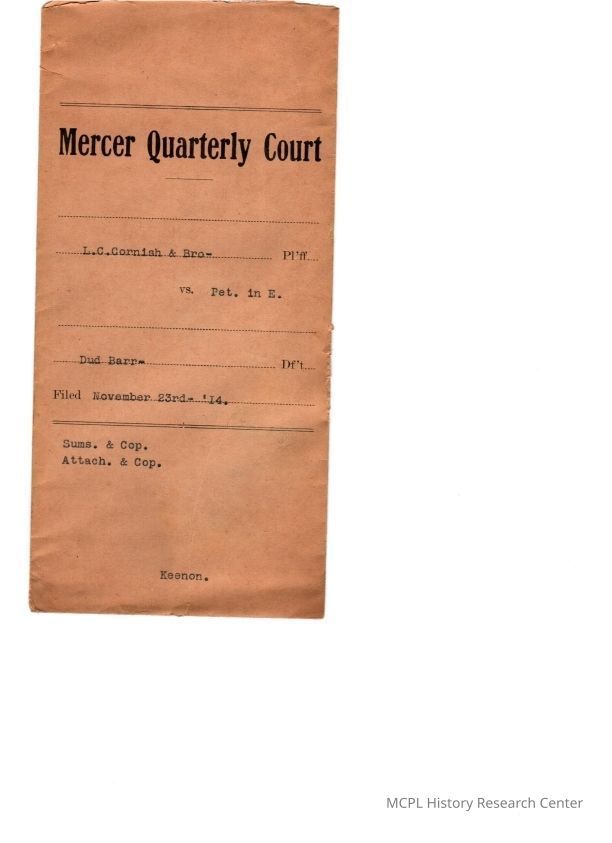 Mercer Quarterly Court
L.C.Cornish & Bro- Pl'ff.
vs. Pet. in E.
Dud Barr- Df't.
Filed November 23rd- '14.
Sums. & Cop.
Attach. & Cop.
Keenon.
MCPL History Research Center